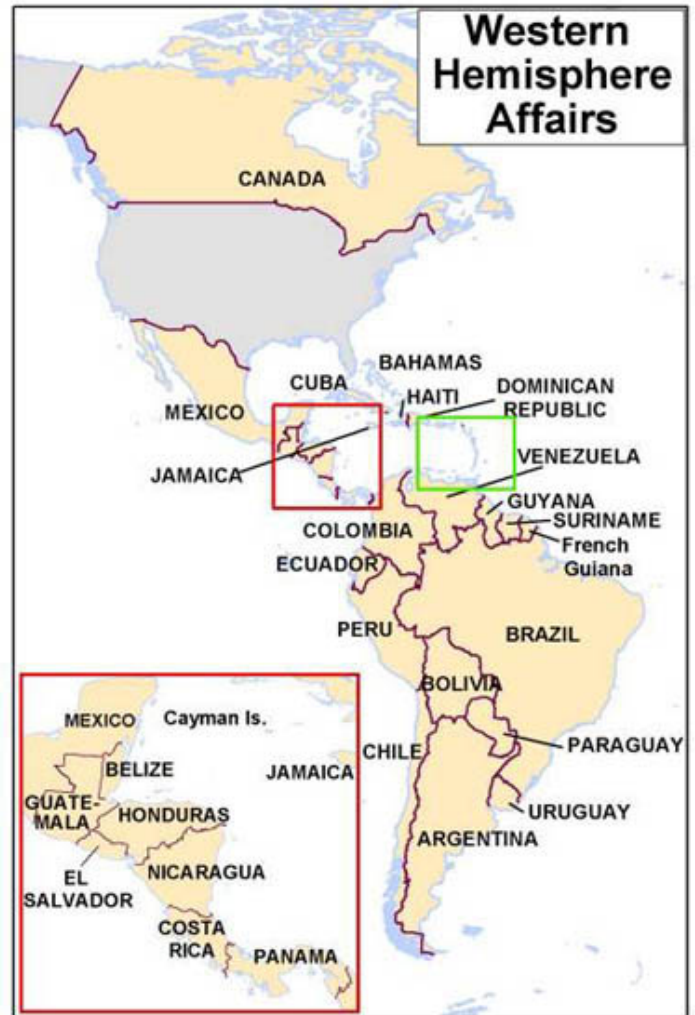 Western
Hemisphere
Affairs
CANADA
BAHAMAS
CUBA
HAITI
DOMINICAN
REPUBLIC
MEXICO
JAMAICA
VENEZUELA
GUYANA
SURINAME
French
Guiana
COLOMBIA
ECUADOR
PERU
BRAZIL
BOLIVIA
CHILE
PARAGUAY
URUGUAY
ARGENTINA
MEXICO
Cayman Is.
BELIZE
JAMAICA
GUATE-
MALA
HONDURAS
EL
SALVADOR
NICARAGUA
COSTA
RICA
PANAMA